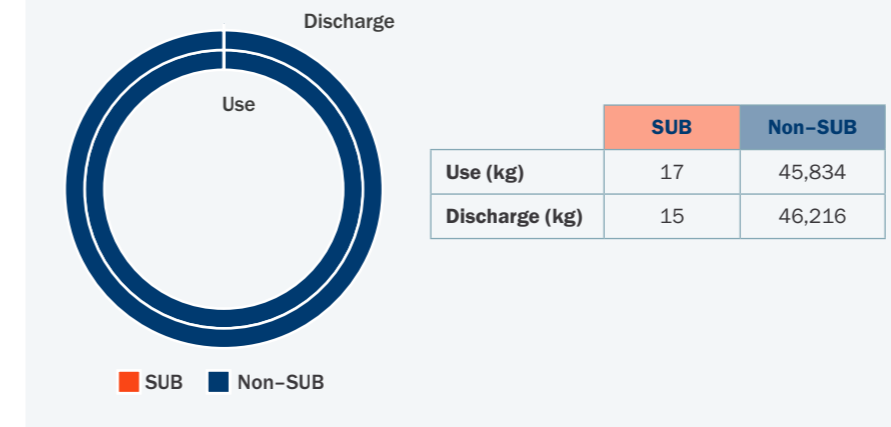 Discharge
Use
SUB Non–SUB
Use (kg) 17 45,834
Discharge (kg) 15 46,216
SUB Non–SUB